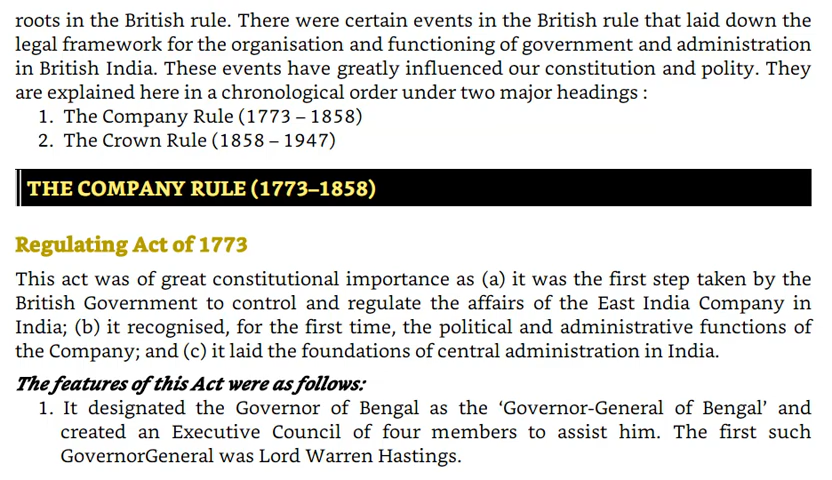 roots in the British rule. There were certain events in the British rule that laid down the
legal framework for the organisation and functioning of government and administration
in British India. These events have greatly influenced our constitution and polity. They
are explained here in a chronological order under two major headings :
1. The Company Rule (1773 – 1858)
2. The Crown Rule (1858 – 1947)
THE COMPANY RULE (1773–1858)
Regulating Act of 1773
This act was of great constitutional importance as (a) it was the first step taken by the
British Government to control and regulate the affairs of the East India Company in
India; (b) it recognised, for the first time, the political and administrative functions of
the Company; and (c) it laid the foundations of central administration in India.
The features of this Act were as follows:
1. It designated the Governor of Bengal as the ‘Governor-General of Bengal’ and
created an Executive Council of four members to assist him. The first such
GovernorGeneral was Lord Warren Hastings.